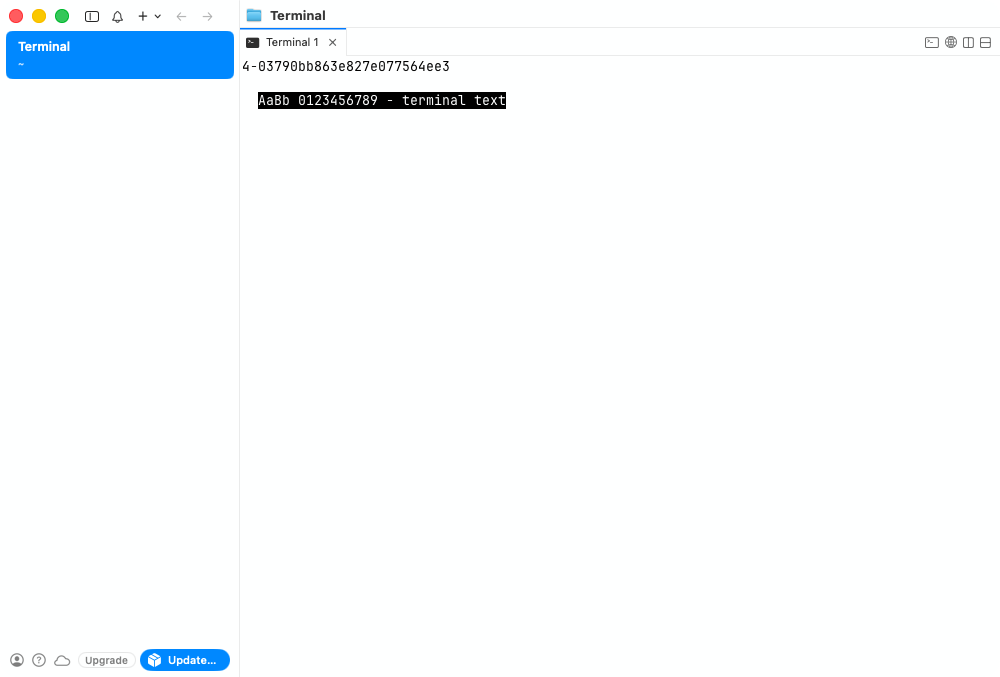 Terminal
Terminal
~
Terminal 1
4-03790bb863e827e077564ee3
AaBb 0123456789 - terminal text
Upgrade
Update...